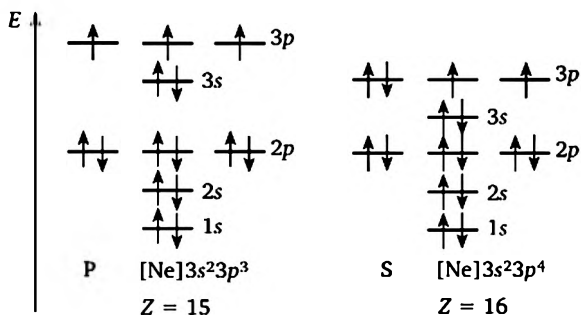 E
3p
3s
2p
2s
1s
P [Ne]3s²3p³
Z = 15
3p
3s
2p
2s
1s
S [Ne]3s²3p⁴
Z = 16